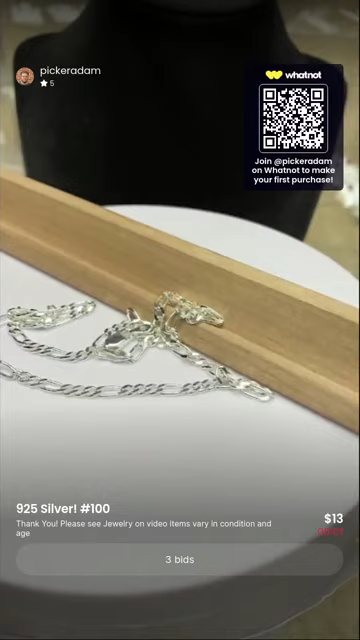 pickeradam
★ 5
whatnot
Join @pickeradam
on Whatnot to make
your first purchase!
925 Silver! #100
$13
Thank You! Please see Jewelry on video items vary in condition and
age
3 bids